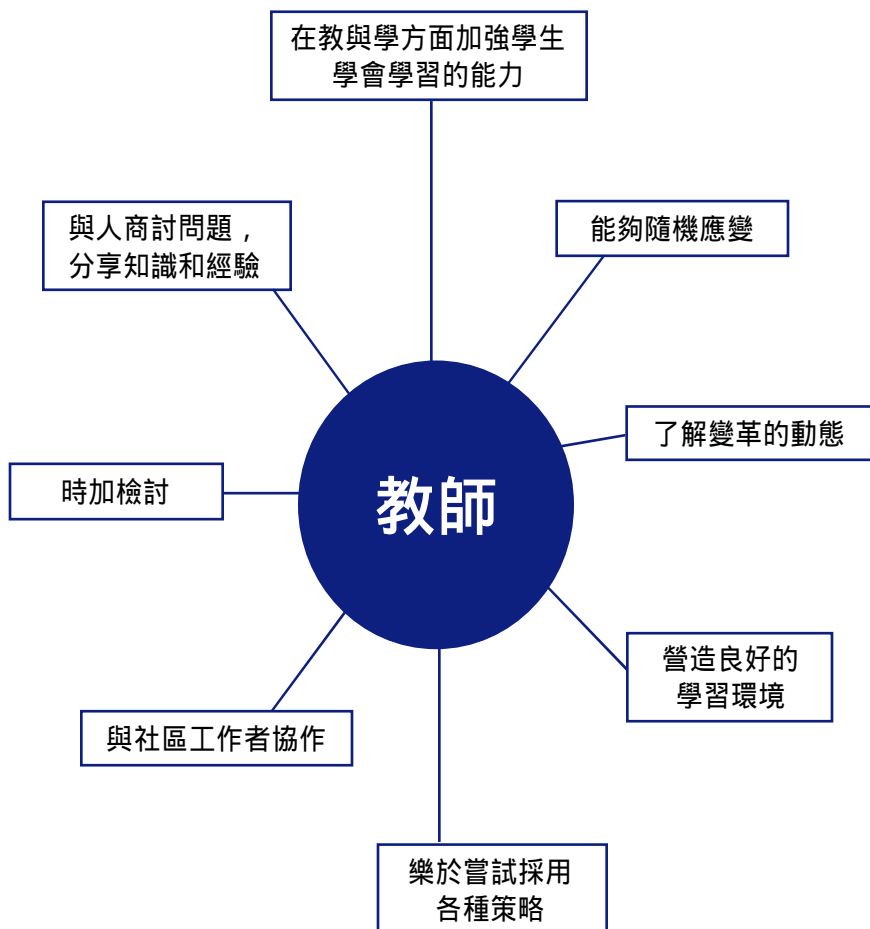 在教與學方面加強學生
學會學習的能力
與人商討問題，
分享知識和經驗
能夠隨機應變
了解變革的動態
時加檢討
教師
營造良好的
學習環境
與社區工作者協作
樂於嘗試採用
各種策略